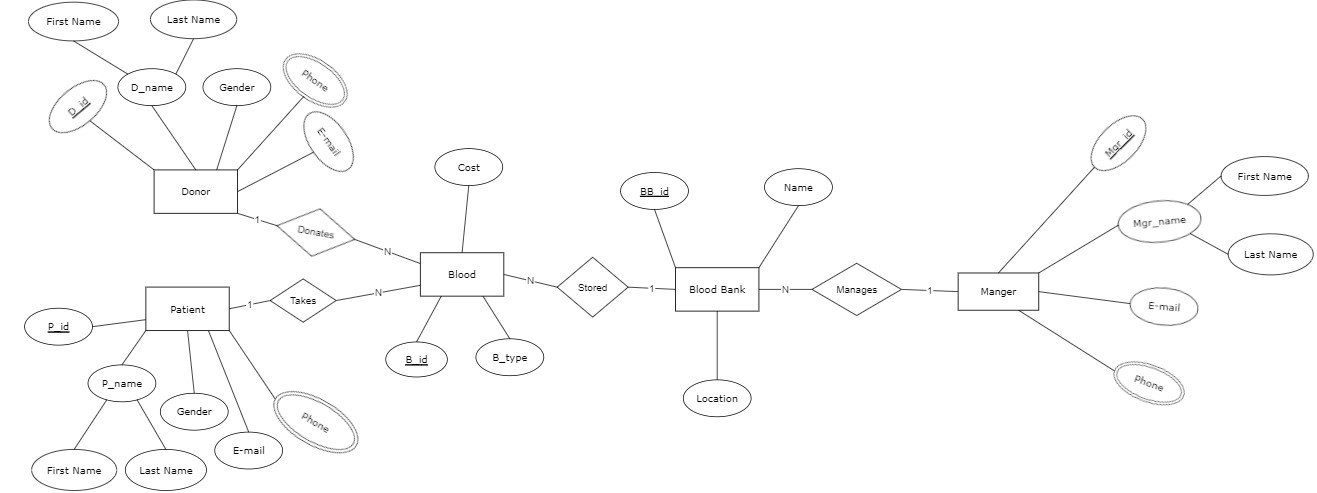 First Name
Last Name
D_id
D_name
Gender
Phone
E-mail
Donor
1
Donates
N
Cost
Blood
B_id
B_type
Patient
1
Takes
N
P_id
P_name
Gender
E-mail
Phone
First Name
Last Name
N
Stored
1
BB_id
Name
Blood Bank
Location
N
Manages
1
Manger
Mgr_id
Mgr_name
First Name
Last Name
E-mail
Phone